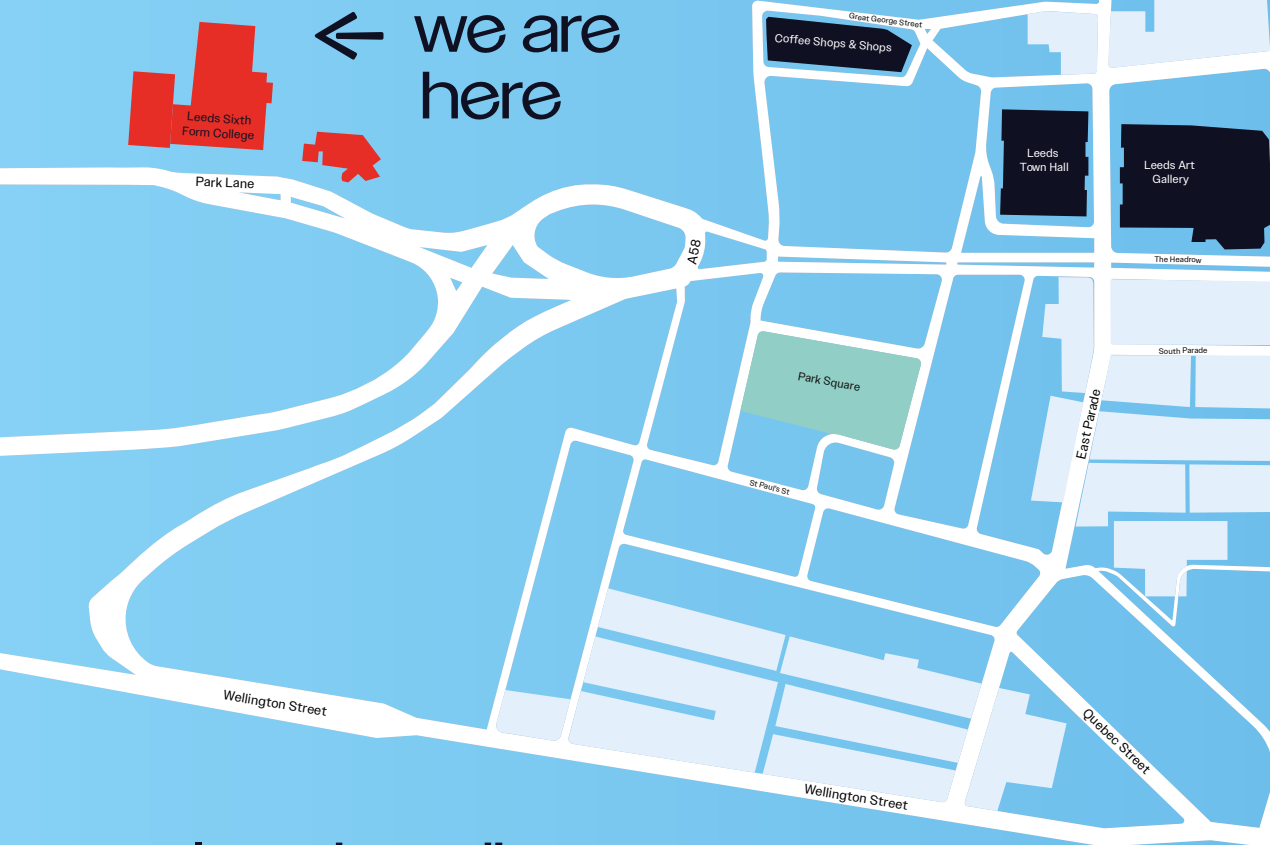 we are
here
Great George Street
Coffee Shops & Shops
Leeds Sixth
Form College
Leeds
Town Hall
Leeds Art
Gallery
Park Lane
A58
The Headrow
South Parade
Park Square
East Parade
St Paul's St
Wellington Street
Quebec Street
Wellington Street